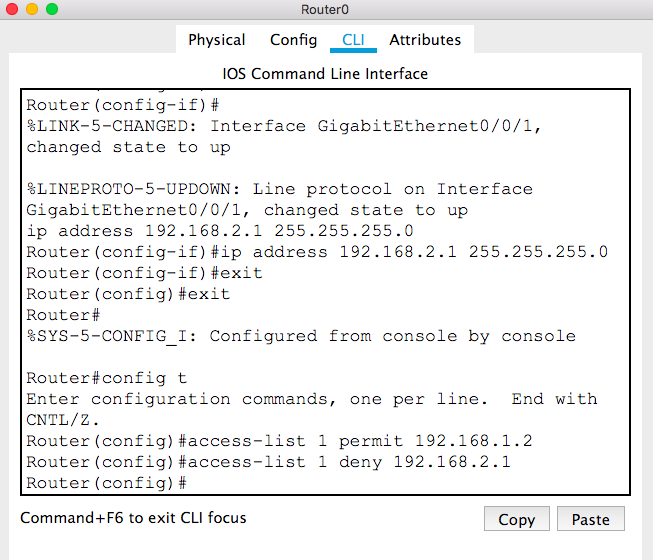 Router0
Physical Config CLI Attributes
IOS Command Line Interface
Router(config-if)#
%LINK-5-CHANGED: Interface GigabitEthernet0/0/1,
changed state to up
%LINEPROTO-5-UPDOWN: Line protocol on Interface
GigabitEthernet0/0/1, changed state to up
ip address 192.168.2.1 255.255.255.0
Router(config-if)#ip address 192.168.2.1 255.255.255.0
Router(config-if)#exit
Router(config)#exit
Router#
%SYS-5-CONFIG_I: Configured from console by console
Router#config t
Enter configuration commands, one per line.  End with
CNTL/Z.
Router(config)#access-list 1 permit 192.168.1.2
Router(config)#access-list 1 deny 192.168.2.1
Router(config)#
Command+F6 to exit CLI focus
Copy Paste